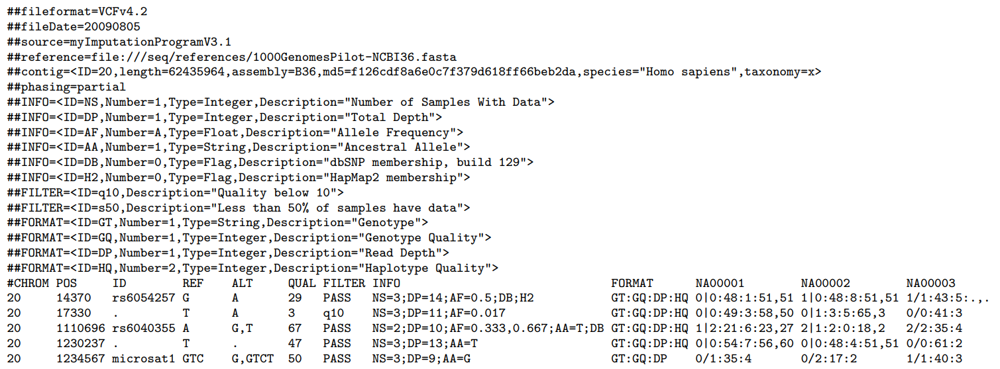 ##fileformat=VCFv4.2
##fileDate=20090805
##source=myImputationProgramV3.1
##reference=file:///seq/references/1000GenomesPilot-NCBI36.fasta
##contig=<ID=20,length=62435964,assembly=B36,md5=f126cdf8a6e0c7f379d618ff66beb2da,species="Homo sapiens",taxonomy=x>
##phasing=partial
##INFO=<ID=NS,Number=1,Type=Integer,Description="Number of Samples With Data">
##INFO=<ID=DP,Number=1,Type=Integer,Description="Total Depth">
##INFO=<ID=AF,Number=A,Type=Float,Description="Allele Frequency">
##INFO=<ID=AA,Number=1,Type=String,Description="Ancestral Allele">
##INFO=<ID=DB,Number=0,Type=Flag,Description="dbSNP membership, build 129">
##INFO=<ID=H2,Number=0,Type=Flag,Description="HapMap2 membership">
##FILTER=<ID=q10,Description="Quality below 10">
##FILTER=<ID=s50,Description="Less than 50% of samples have data">
##FORMAT=<ID=GT,Number=1,Type=String,Description="Genotype">
##FORMAT=<ID=GQ,Number=1,Type=Integer,Description="Genotype Quality">
##FORMAT=<ID=DP,Number=1,Type=Integer,Description="Read Depth">
##FORMAT=<ID=HQ,Number=2,Type=Integer,Description="Haplotype Quality">
#CHROM POS ID REF ALT QUAL FILTER INFO FORMAT NA00001 NA00002 NA00003
20 14370 rs6054257 G A 29 PASS NS=3;DP=14;AF=0.5;DB;H2 GT:GQ:DP:HQ 0|0:48:1:51,51 1|0:48:8:51,51 1/1:43:5:.,.
20 17330 . T A 3 q10 NS=3;DP=11;AF=0.017 GT:GQ:DP:HQ 0|0:49:3:58,50 0|1:3:5:65,3 0/0:41:3
20 1110696 rs6040355 A G,T 67 PASS NS=2;DP=10;AF=0.333,0.667;AA=T;DB GT:GQ:DP:HQ 1|2:21:6:23,27 2|1:2:0:18,2 2/2:35:4
20 1230237 . T . 47 PASS NS=3;DP=13;AA=T GT:GQ:DP:HQ 0|0:54:7:56,60 0|0:48:4:51,51 0/0:61:2
20 1234567 microsat1 GTC G,GTCT 50 PASS NS=3;DP=9;AA=G GT:GQ:DP 0/1:35:4 0/2:17:2 1/1:40:3